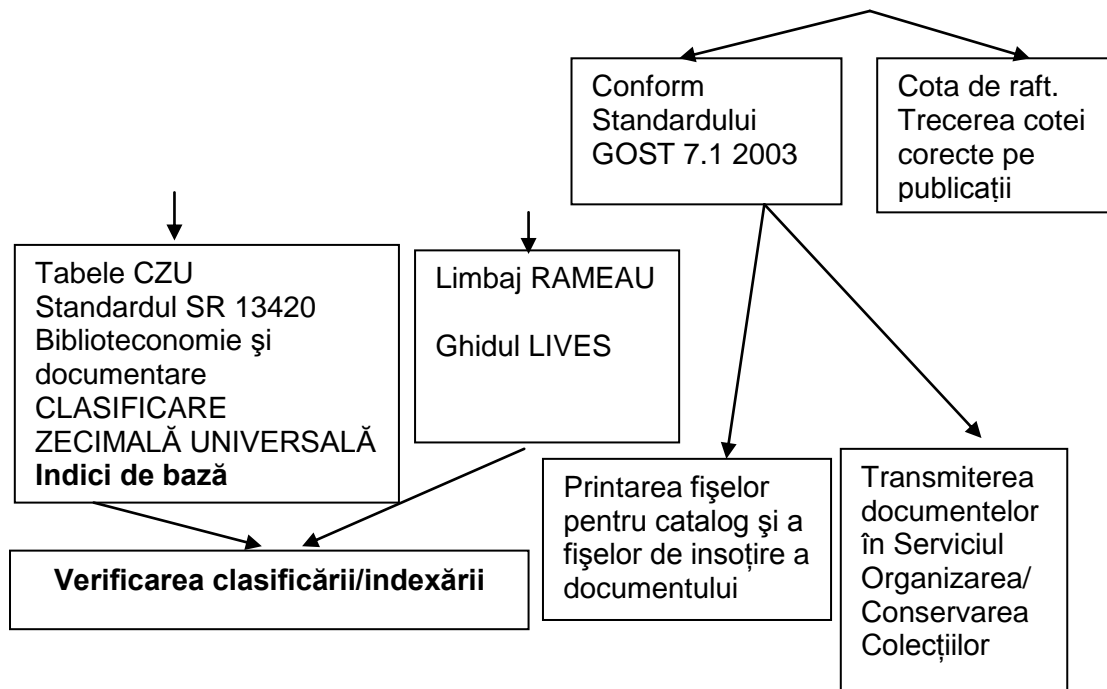 Conform
Standardului
GOST 7.1 2003
Cota de raft.
Trecerea cotei
corecte pe
publicații
Tabele CZU
Standardul SR 13420
Biblioteconomie şi
documentare
CLASIFICARE
ZECIMALĂ UNIVERSALĂ
Indici de bază
Limbaj RAMEAU
Ghidul LIVES
Verificarea clasificării/indexării
Printarea fişelor
pentru catalog şi a
fişelor de insoțire a
documentului
Transmiterea
documentelor
în Serviciul
Organizarea/
Conservarea
Colecțiilor